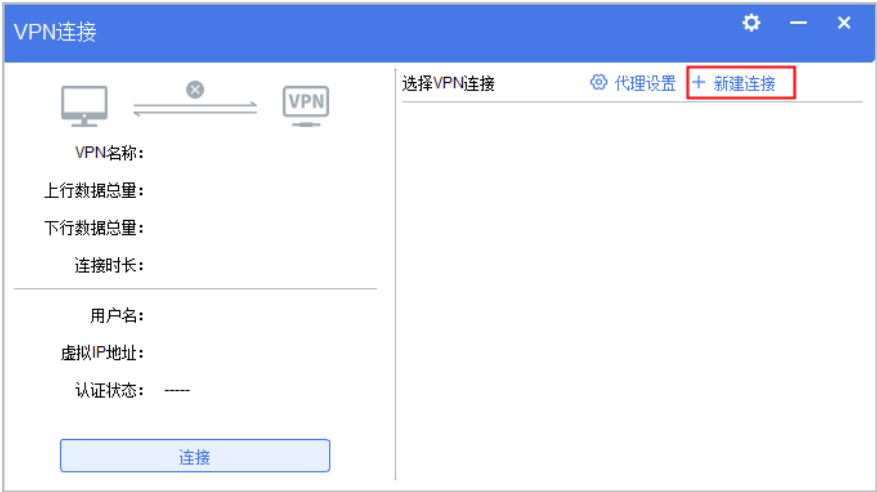 VPN连接
VPN
VPN名称：
上行数据总量：
下行数据总量：
连接时长：
用户名：
虚拟IP地址：
认证状态： -----
连接
选择VPN连接 代理设置 + 新建连接